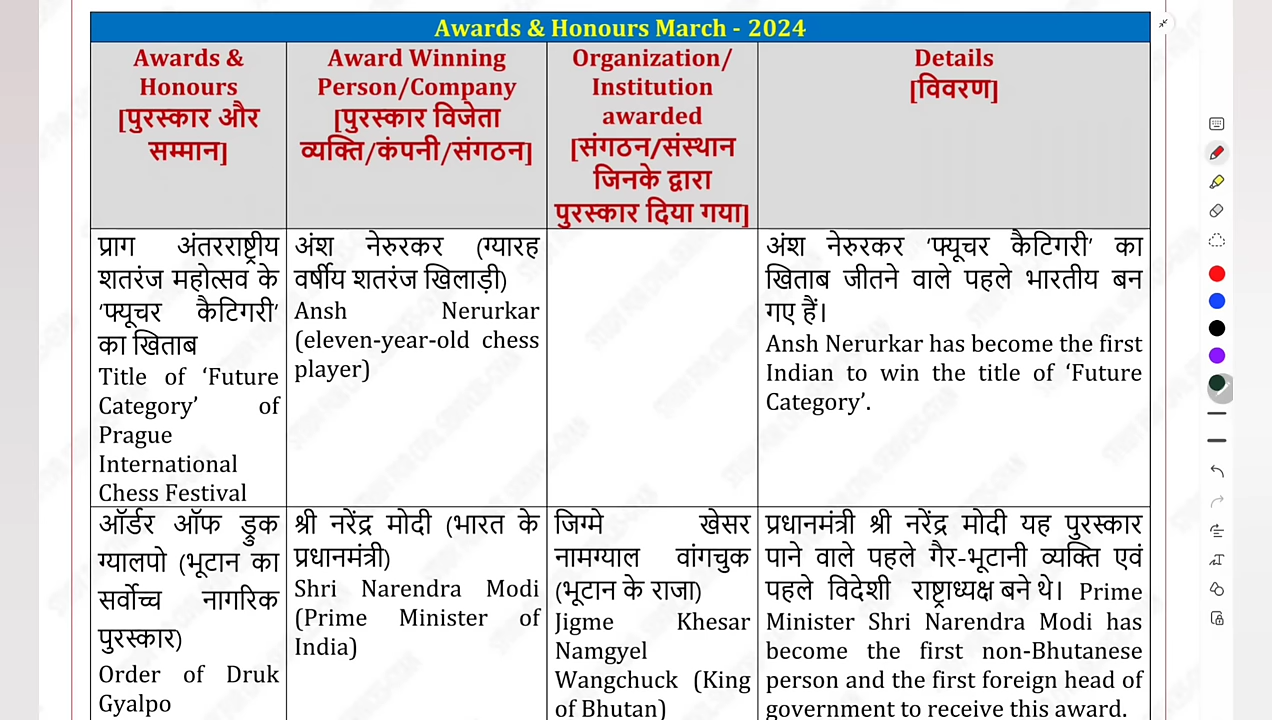 Awards & Honours March - 2024
Awards &
Honours
[पुरस्कार और
सम्मान]
Award Winning
Person/Company
[पुरस्कार विजेता
व्यक्ति/कंपनी/संगठन]
Organization/
Institution
awarded
[संगठन/संस्थान
जिनके द्वारा
पुरस्कार दिया गया]
Details
[विवरण]
प्राग अंतरराष्ट्रीय
शतरंज महोत्सव के
‘फ्यूचर कैटिगरी’
का खिताब
Title of ‘Future
Category’ of
Prague
International
Chess Festival
अंश नेरुरकर (ग्यारह
वर्षीय शतरंज खिलाड़ी)
Ansh Nerurkar
(eleven-year-old chess
player)
अंश नेरुरकर ‘फ्यूचर कैटिगरी’ का
खिताब जीतने वाले पहले भारतीय बन
गए हैं।
Ansh Nerurkar has become the first
Indian to win the title of ‘Future
Category’.
ऑर्डर ऑफ ड्रुक
ग्यालपो (भूटान का
सर्वोच्च नागरिक
पुरस्कार)
Order of Druk
Gyalpo
श्री नरेंद्र मोदी (भारत के
प्रधानमंत्री)
Shri Narendra Modi
(Prime Minister of
India)
जिग्मे खेसर
नामग्याल वांगचुक
(भूटान के राजा)
Jigme Khesar
Namgyel
Wangchuck (King
of Bhutan)
प्रधानमंत्री श्री नरेंद्र मोदी यह पुरस्कार
पाने वाले पहले गैर-भूटानी व्यक्ति एवं
पहले विदेशी राष्ट्राध्यक्ष बने थे। Prime
Minister Shri Narendra Modi has
become the first non-Bhutanese
person and the first foreign head of
government to receive this award.